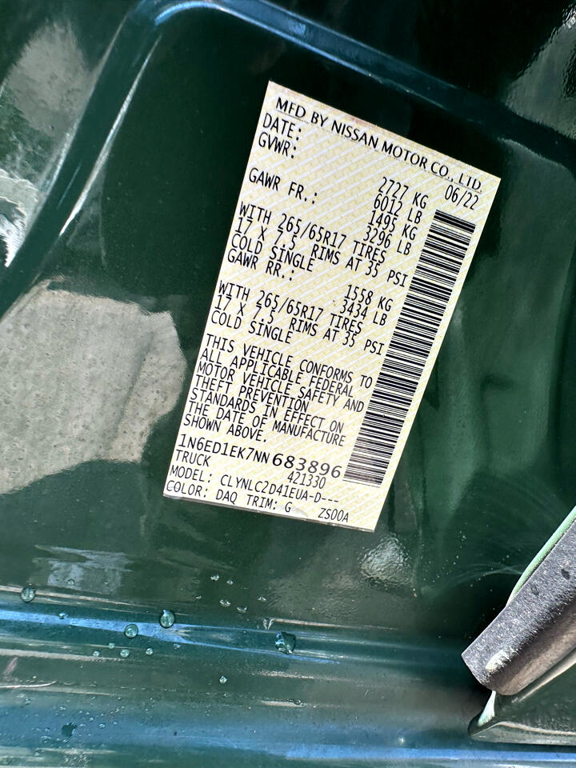 MFD BY NISSAN MOTOR CO., LTD.
DATE: 06/22
GVWR: 2727 KG
6012 LB
GAWR FR.: 1495 KG
3296 LB
WITH 265/65R17 TIRES
17 X 7.5 RIMS AT 35 PSI
COLD SINGLE
GAWR RR.: 1558 KG
3434 LB
WITH 265/65R17 TIRES
17 X 7.5 RIMS AT 35 PSI
COLD SINGLE
THIS VEHICLE CONFORMS TO
ALL APPLICABLE FEDERAL
MOTOR VEHICLE SAFETY AND
THEFT PREVENTION
STANDARDS IN EFFECT ON
THE DATE OF MANUFACTURE
SHOWN ABOVE.
1N6ED1EK7NN683896
TRUCK 421330
MODEL: CLYNLC2D41EUA-D---
COLOR: DAQ TRIM: G ZS00A